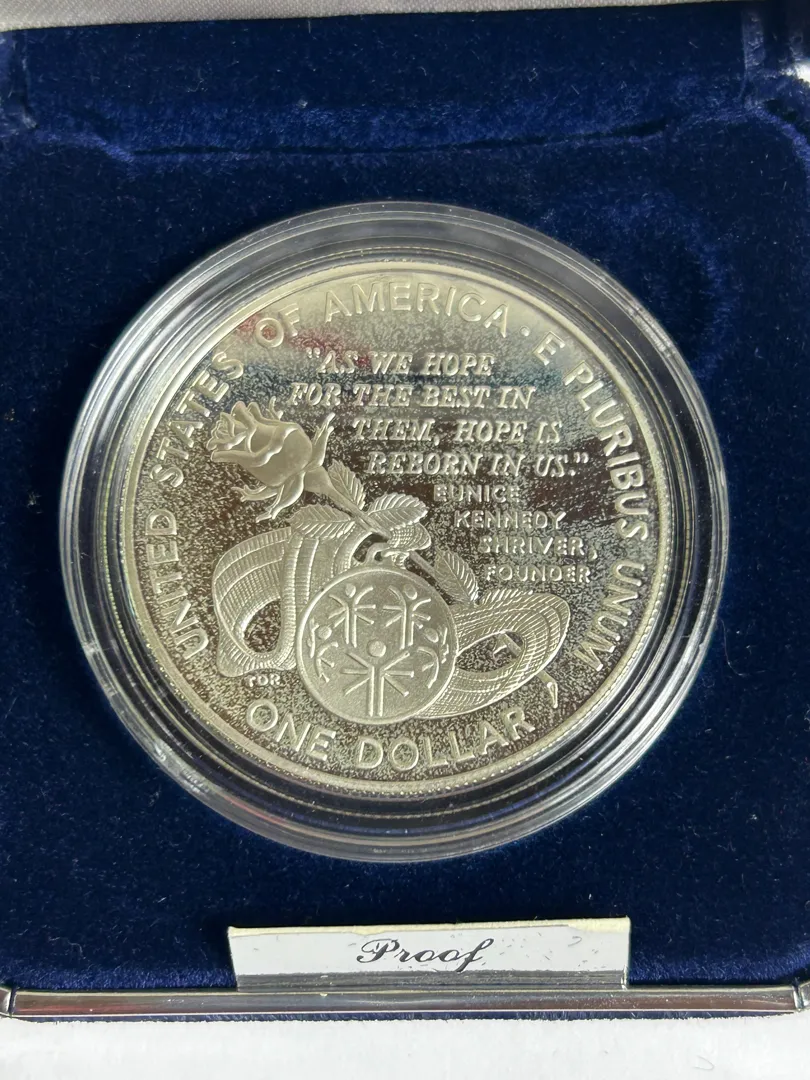 UNITED STATES OF AMERICA · E PLURIBUS UNUM
"AS WE HOPE
FOR THE BEST IN
THEM, HOPE IS
REBORN IN US."
EUNICE
KENNEDY
SHRIVER,
FOUNDER
TDR
ONE DOLLAR
Proof